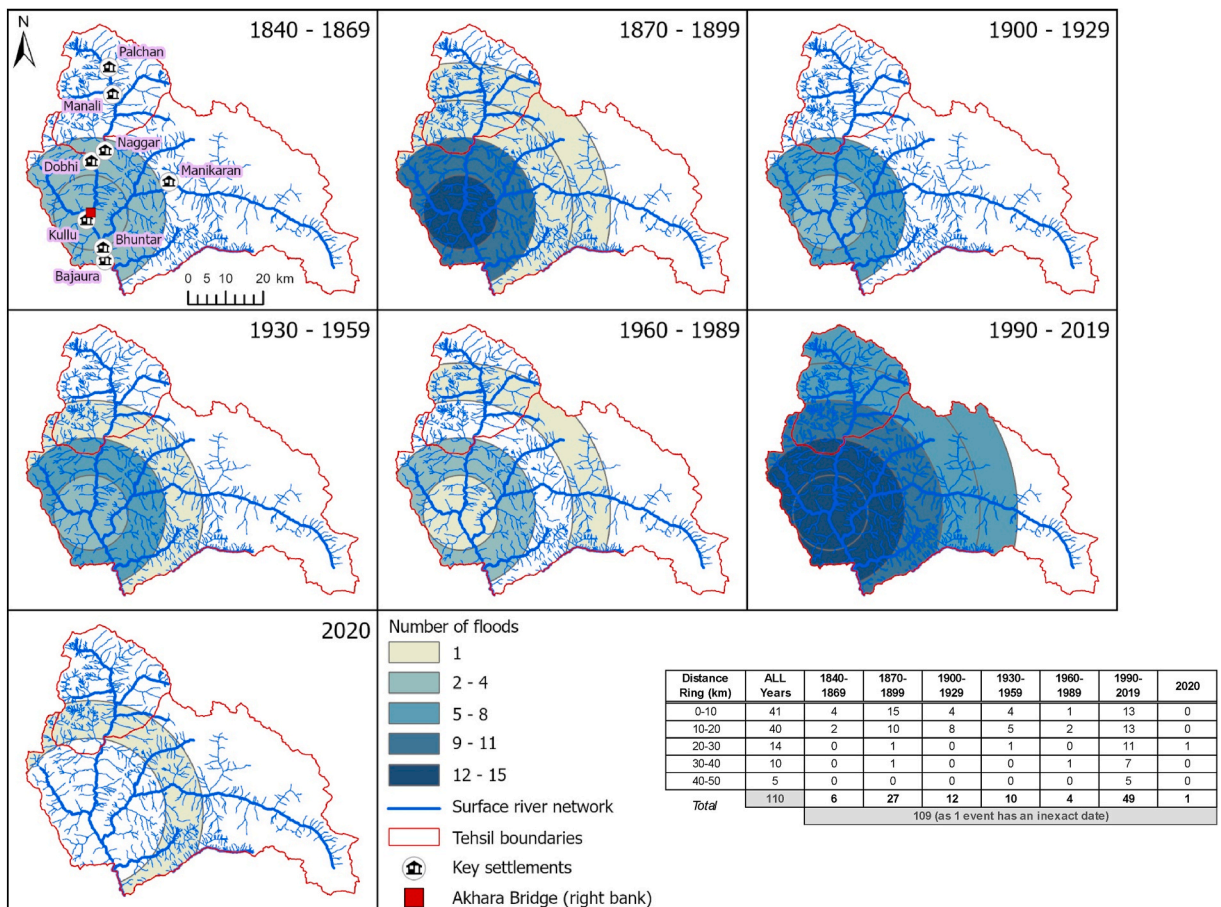 1840 - 1869
1870 - 1899
1900 - 1929
N
Palchan
Manali
Naggar
Dobhi
Manikaran
Kullu
Bhuntar
Bajaura
0 5 10 20 km
1930 - 1959
1960 - 1989
1990 - 2019
2020
Number of floods
1
2 - 4
5 - 8
9 - 11
12 - 15
Surface river network
Tehsil boundaries
Key settlements
Akhara Bridge (right bank)
Distance Ring (km) ALL Years 1840-1869 1870-1899 1900-1929 1930-1959 1960-1989 1990-2019 2020
0-10 41 4 15 4 4 1 13 0
10-20 40 2 10 8 5 2 13 0
20-30 14 0 1 0 1 0 11 1
30-40 10 0 1 0 0 1 7 0
40-50 5 0 0 0 0 0 5 0
Total 110 6 27 12 10 4 49 1
109 (as 1 event has an inexact date)